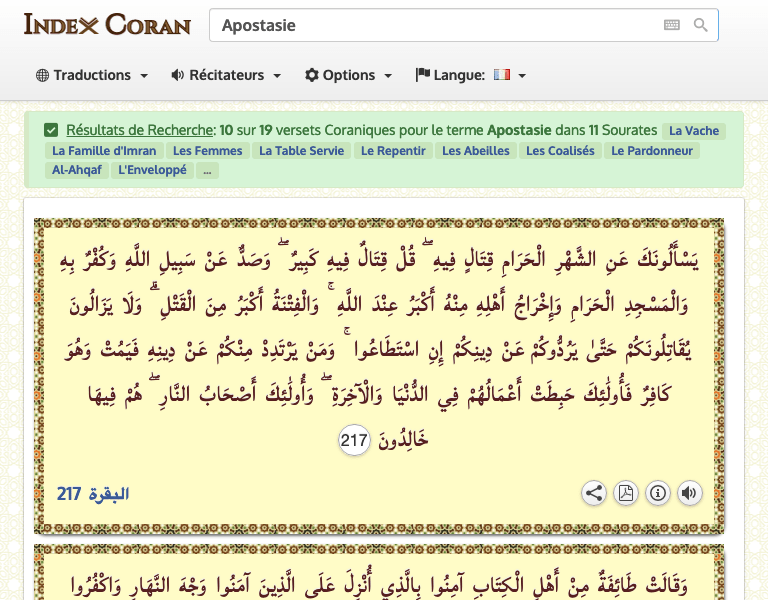 Index Coran
Apostasie
Traductions Récitateurs Options Langue:
Résultats de Recherche: 10 sur 19 versets Coraniques pour le terme Apostasie dans 11 Sourates La Vache
La Famille d'Imran Les Femmes La Table Servie Le Repentir Les Abeilles Les Coalisés Le Pardonneur
Al-Ahqaf L'Enveloppé ...
يَسْأَلُونَكَ عَنِ الشَّهْرِ الْحَرَامِ قِتَالٍ فِيهِ ۖ قُلْ قِتَالٌ فِيهِ كَبِيرٌ ۖ وَصَدٌّ عَنْ سَبِيلِ اللَّهِ وَكُفْرٌ بِهِ
وَالْمَسْجِدِ الْحَرَامِ وَإِخْرَاجُ أَهْلِهِ مِنْهُ أَكْبَرُ عِنْدَ اللَّهِ ۚ وَالْفِتْنَةُ أَكْبَرُ مِنَ الْقَتْلِ ۗ وَلَا يَزَالُونَ
يُقَاتِلُونَكُمْ حَتَّىٰ يَرُدُّوكُمْ عَنْ دِينِكُمْ إِنِ اسْتَطَاعُوا ۚ وَمَنْ يَرْتَدِدْ مِنْكُمْ عَنْ دِينِهِ فَيَمُتْ وَهُوَ
كَافِرٌ فَأُولَٰئِكَ حَبِطَتْ أَعْمَالُهُمْ فِي الدُّنْيَا وَالْآخِرَةِ ۖ وَأُولَٰئِكَ أَصْحَابُ النَّارِ ۖ هُمْ فِيهَا
خَالِدُونَ 217
البقرة 217
وَقَالَتْ طَائِفَةٌ مِنْ أَهْلِ الْكِتَابِ آمِنُوا بِالَّذِي أُنْزِلَ عَلَى الَّذِينَ آمَنُوا وَجْهَ النَّهَارِ وَاكْفُرُوا